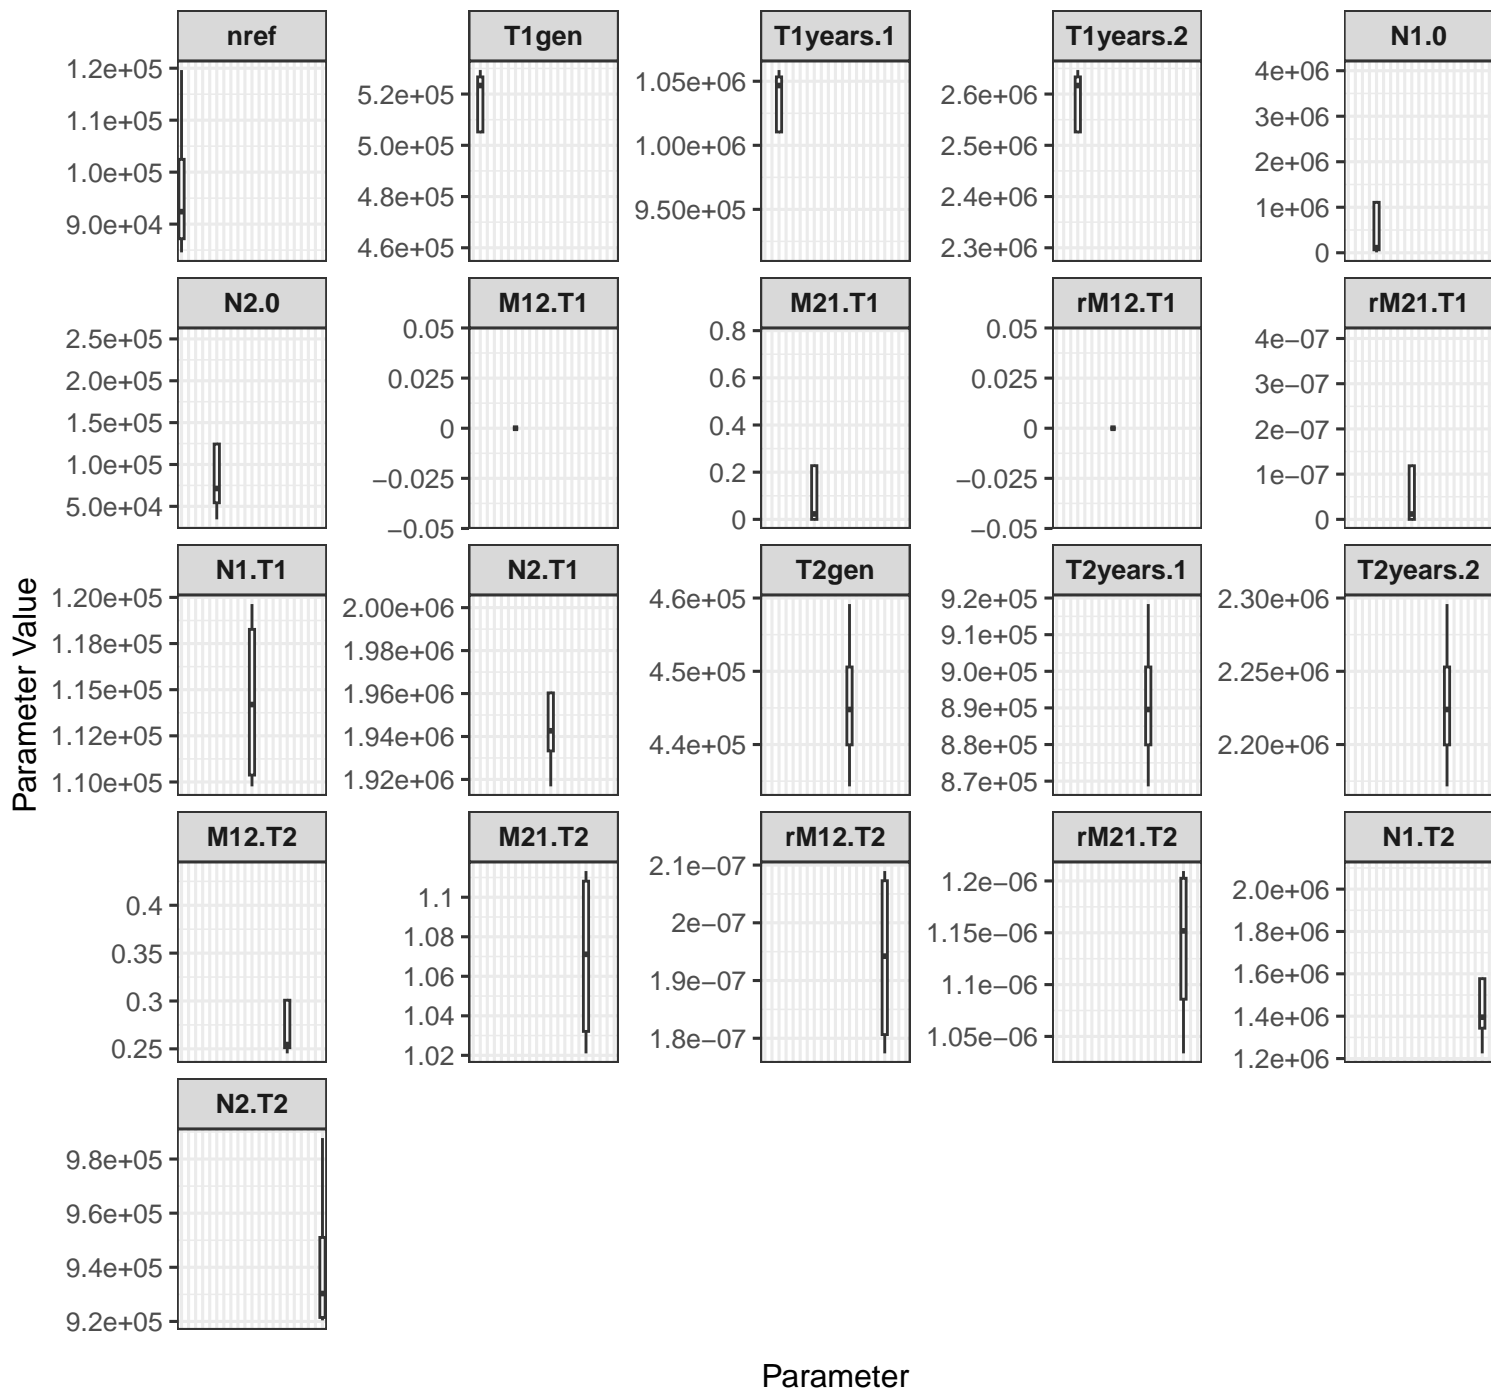 nref T1gen T1years.1 T1years.2 N1.0
1.2e+05
1.1e+05
1.0e+05
9.0e+04
5.2e+05
5.0e+05
4.8e+05
4.6e+05
1.05e+06
1.00e+06
9.50e+05
2.6e+06
2.5e+06
2.4e+06
2.3e+06
4e+06
3e+06
2e+06
1e+06
0
N2.0 M12.T1 M21.T1 rM12.T1 rM21.T1
2.5e+05
2.0e+05
1.5e+05
1.0e+05
5.0e+04
0.05
0.025
0
−0.025
−0.05
0.8
0.6
0.4
0.2
0
0.05
0.025
0
−0.025
−0.05
4e−07
3e−07
2e−07
1e−07
0
N1.T1 N2.T1 T2gen T2years.1 T2years.2
1.20e+05
1.18e+05
1.15e+05
1.12e+05
1.10e+05
2.00e+06
1.98e+06
1.96e+06
1.94e+06
1.92e+06
4.6e+05
4.5e+05
4.4e+05
9.2e+05
9.1e+05
9.0e+05
8.9e+05
8.8e+05
8.7e+05
2.30e+06
2.25e+06
2.20e+06
M12.T2 M21.T2 rM12.T2 rM21.T2 N1.T2
0.4
0.35
0.3
0.25
1.1
1.08
1.06
1.04
1.02
2.1e−07
2e−07
1.9e−07
1.8e−07
1.2e−06
1.15e−06
1.1e−06
1.05e−06
2.0e+06
1.8e+06
1.6e+06
1.4e+06
1.2e+06
N2.T2
9.8e+05
9.6e+05
9.4e+05
9.2e+05
Parameter Value
Parameter